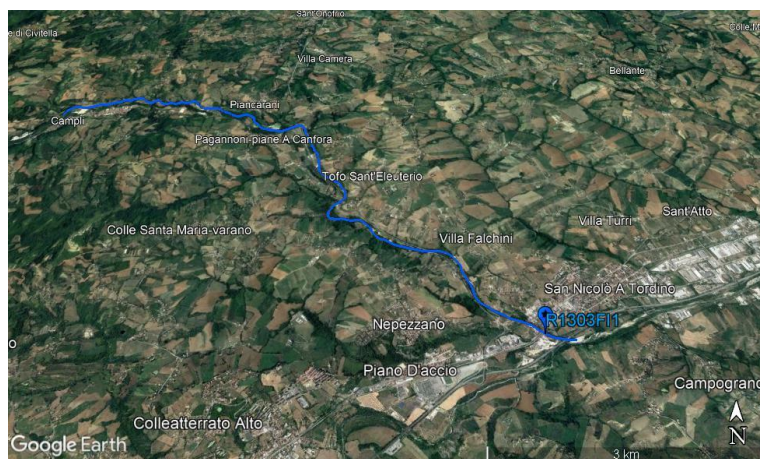 Sant'Onofrio
e di Civitella
Colle M
Villa Camera
Bellante
Piancarani
Campli
Pagannoni-piane A Canfora
Tofo Sant'Eleuterio
Sant'Atto
Villa Turri
Colle Santa Maria-varano
Villa Falchini
San Nicolò A Tordino
R1303FI1
Nepezzano
o
Piano D'accio
Campogrand
Colleatterrato Alto
N
Google Earth
3 km